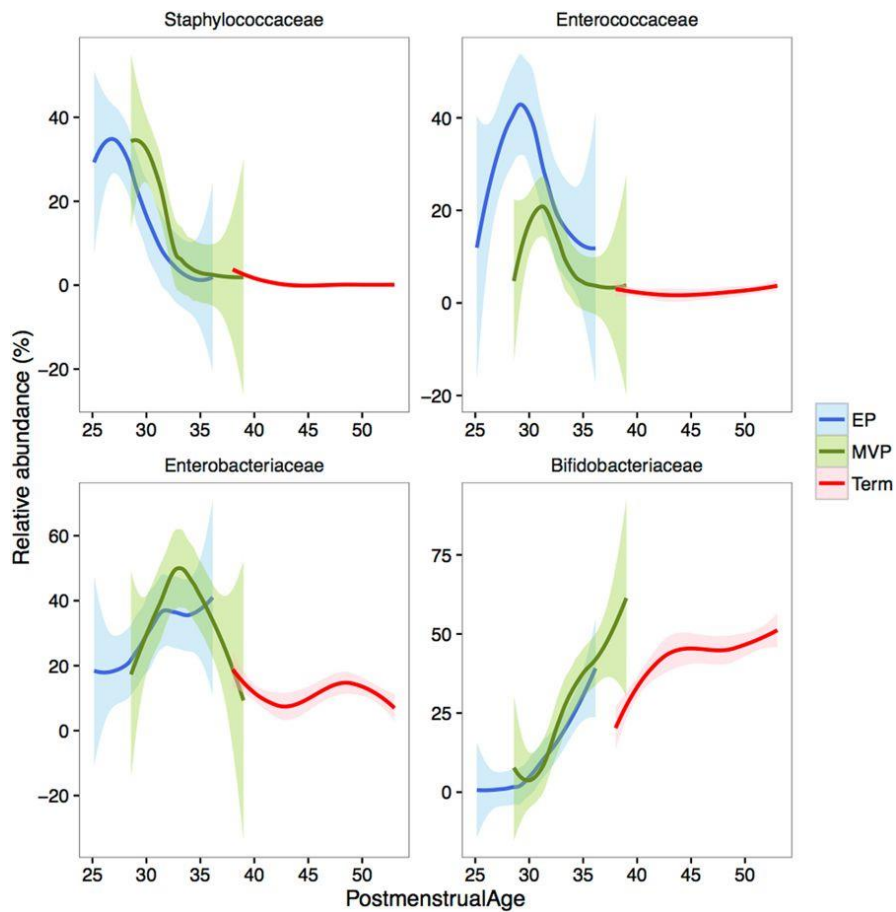 Staphylococcaceae
Enterococcaceae
40
20
0
−20
25 30 35 40 45 50
40
20
0
−20
25 30 35 40 45 50
Relative abundance (%)
EP
MVP
Term
Enterobacteriaceae
Bifidobacteriaceae
60
40
20
0
−20
25 30 35 40 45 50
75
50
25
0
25 30 35 40 45 50
PostmenstrualAge